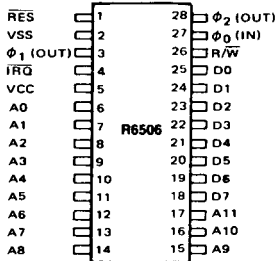 R̅E̅S̅ 1 28 ϕ2 (OUT)
VSS 2 27 ϕ0 (IN)
ϕ1 (OUT) 3 26 R/W̅
I̅R̅Q̅ 4 25 D0
VCC 5 24 D1
A0 6 23 D2
A1 7 22 D3
R6506
A2 8 21 D4
A3 9 20 D5
A4 10 19 D6
A5 11 18 D7
A6 12 17 A11
A7 13 16 A10
A8 14 15 A9